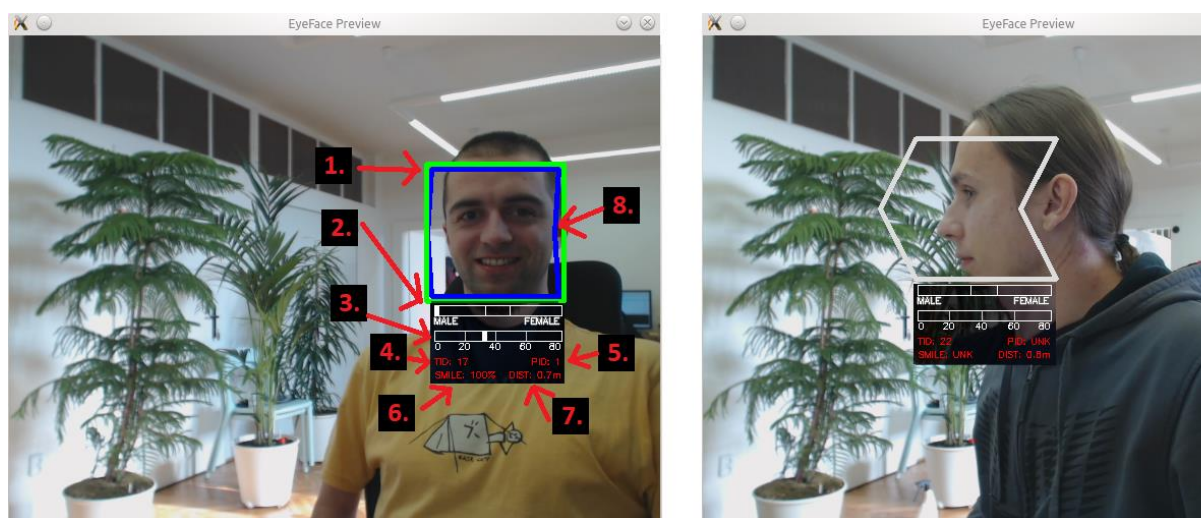 EyeFace Preview
1.
2.
8.
3.
MALE FEMALE
0 20 40 60 80
4.
TID: 17 PID: 1
5.
SMILE: 100% DIST: 0.7m
6.
7.
EyeFace Preview
MALE FEMALE
0 20 40 60 80
TID: 22 PID: UNK
SMILE: UNK DIST: 0.8m